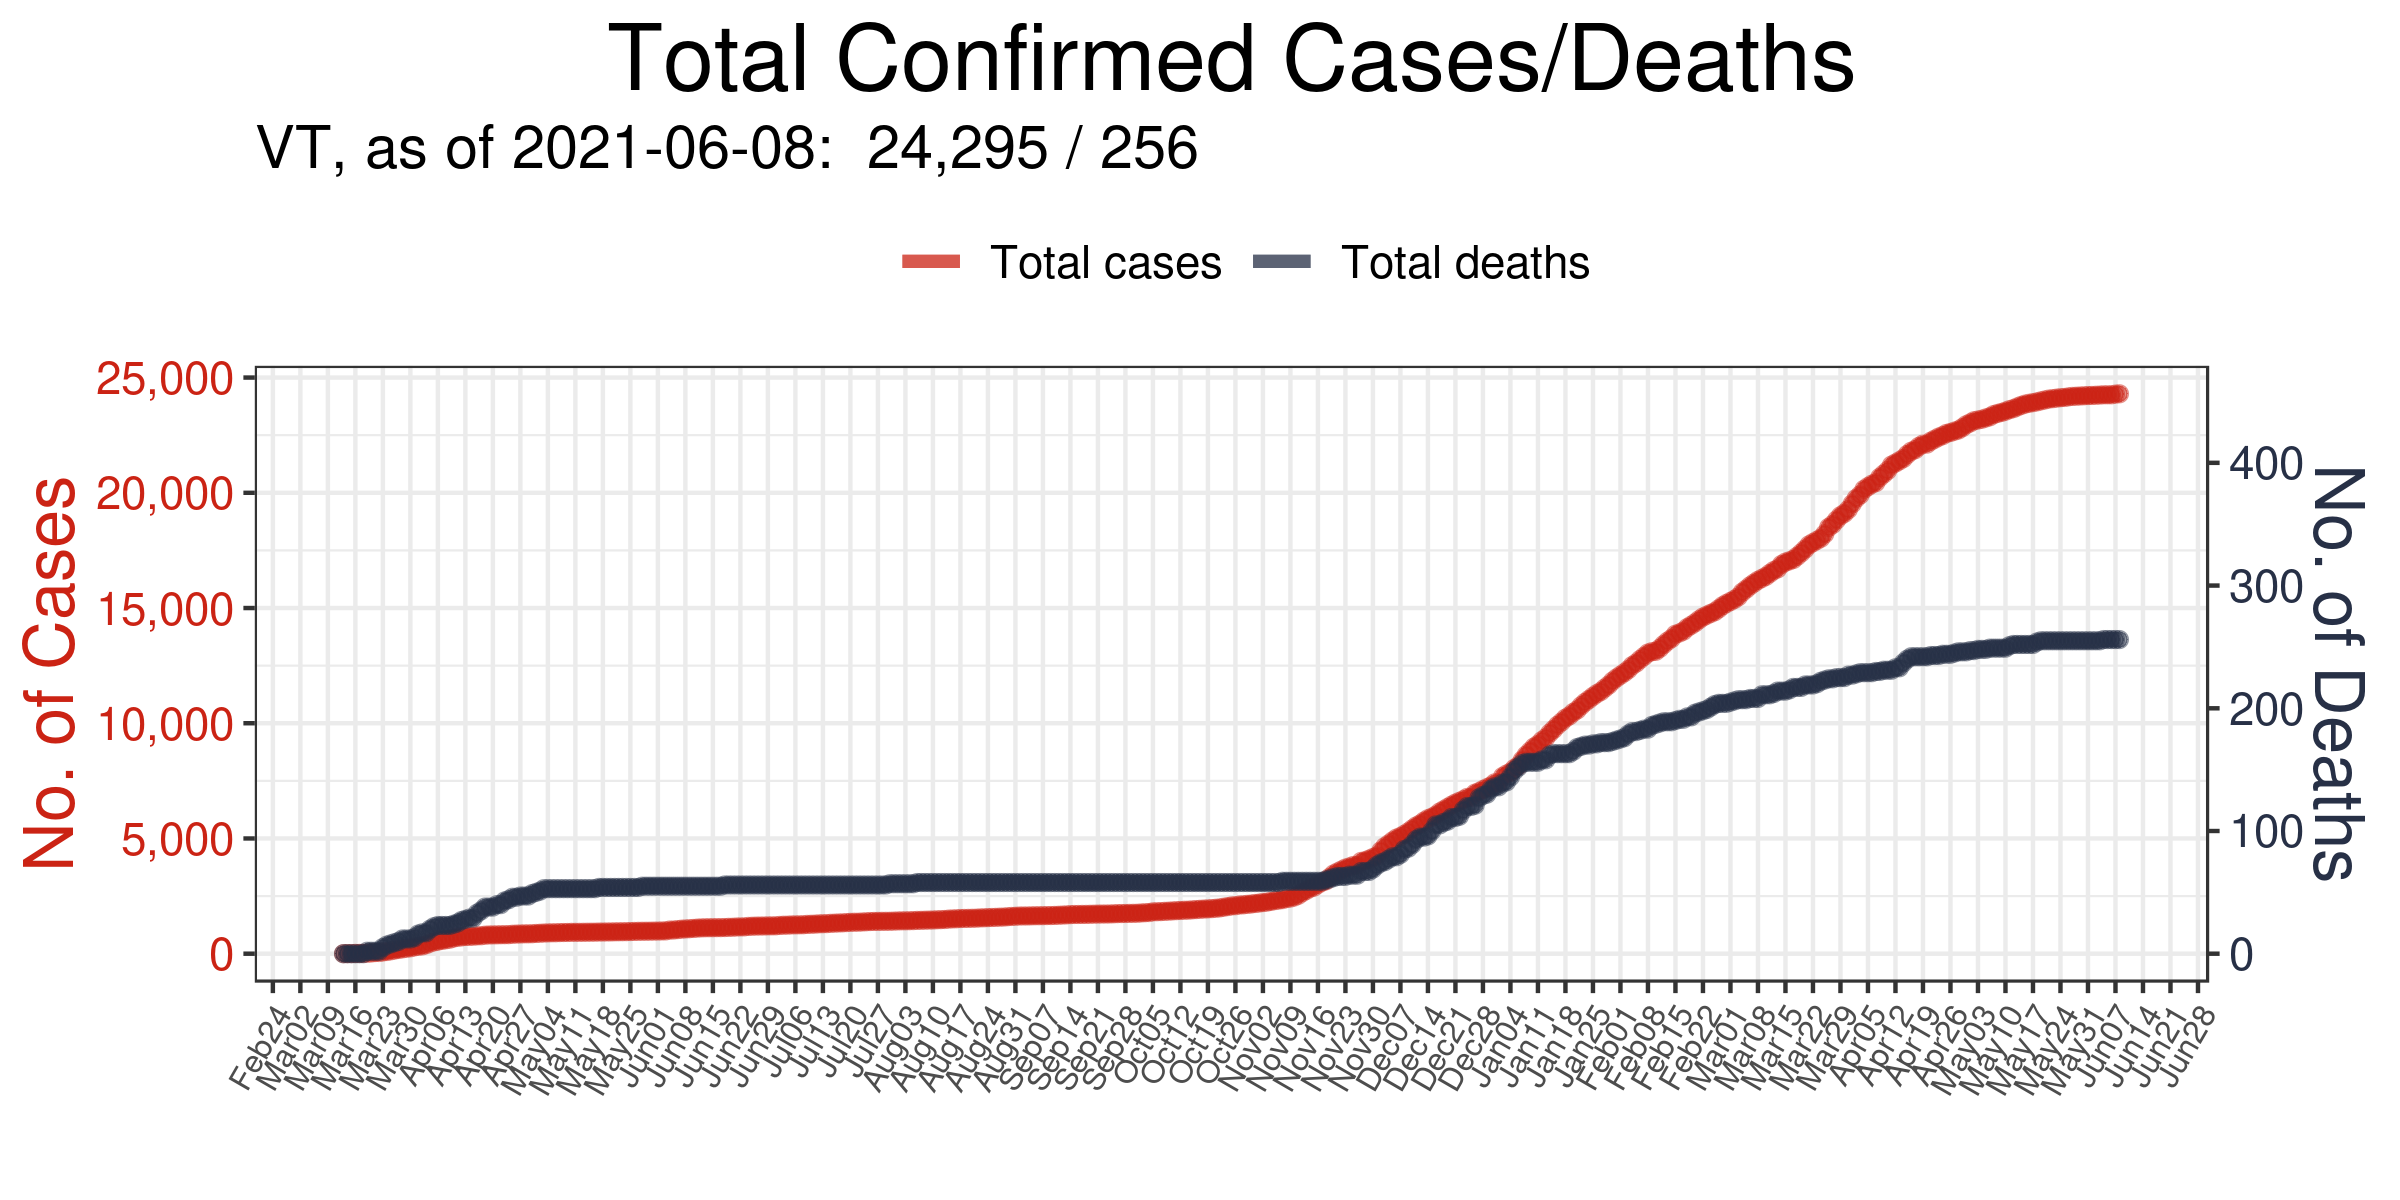 Total Confirmed Cases/Deaths
VT, as of 2021-06-08:  24,295 / 256
Total cases
Total deaths
No. of Cases
25,000
20,000
15,000
10,000
5,000
0
400
300
200
100
0
No. of Deaths
Feb24
Mar02
Mar09
Mar16
Mar23
Mar30
Apr06
Apr13
Apr20
Apr27
May04
May11
May18
May25
Jun01
Jun08
Jun15
Jun22
Jun29
Jul06
Jul13
Jul20
Jul27
Aug03
Aug10
Aug17
Aug24
Aug31
Sep07
Sep14
Sep21
Sep28
Oct05
Oct12
Oct19
Oct26
Nov02
Nov09
Nov16
Nov23
Nov30
Dec07
Dec14
Dec21
Dec28
Jan04
Jan11
Jan18
Jan25
Feb01
Feb08
Feb15
Feb22
Mar01
Mar08
Mar15
Mar22
Mar29
Apr05
Apr12
Apr19
Apr26
May03
May10
May17
May24
May31
Jun07
Jun14
Jun21
Jun28